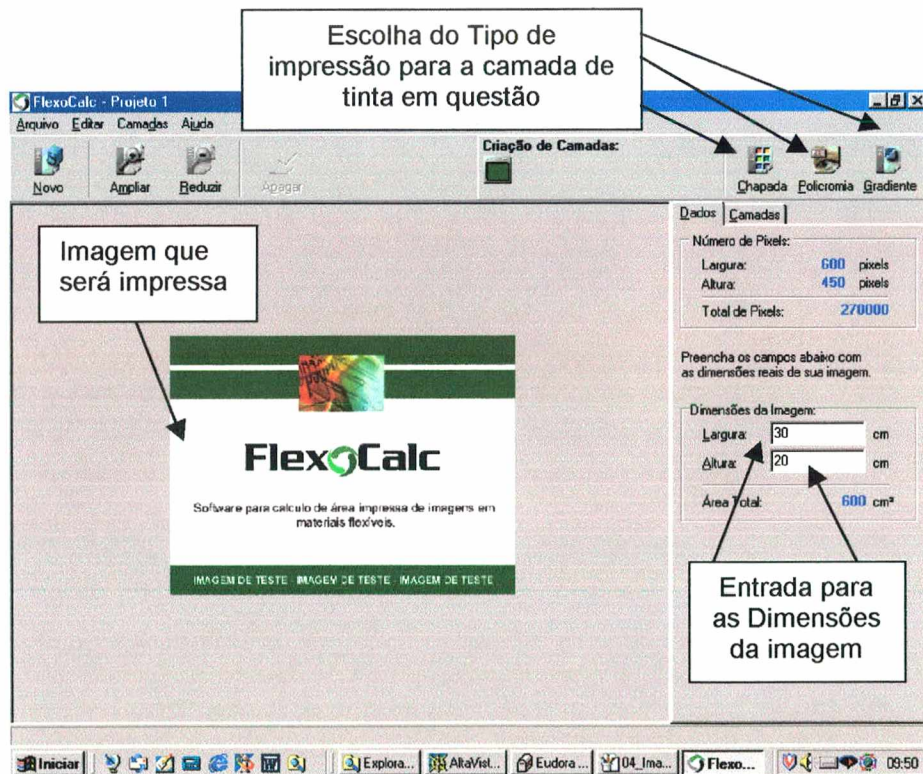 Escolha do Tipo de
impressão para a camada de
tinta em questão
FlexoCalc - Projeto 1
Arquivo Editar Camadas Ajuda
Novo Ampliar Reduzir Apagar
Criação de Camadas:
Chapada Policromia Gradiente
Imagem que
será impressa
FlexoCalc
Software para calculo de área impressa de imagens em
materiais flexíveis.
IMAGEM DE TESTE - IMAGEM DE TESTE - IMAGEM DE TESTE
Dados Camadas
Número de Pixels:
Largura: 600 pixels
Altura: 450 pixels
Total de Pixels: 270000
Preencha os campos abaixo com
as dimensões reais de sua imagem.
Dimensões da Imagem:
Largura: 30 cm
Altura: 20 cm
Área Total: 600 cm²
Entrada para
as Dimensões
da imagem
Iniciar Explora... AltaVist... Eudora ... 04_Ima... Flexo... 09:50